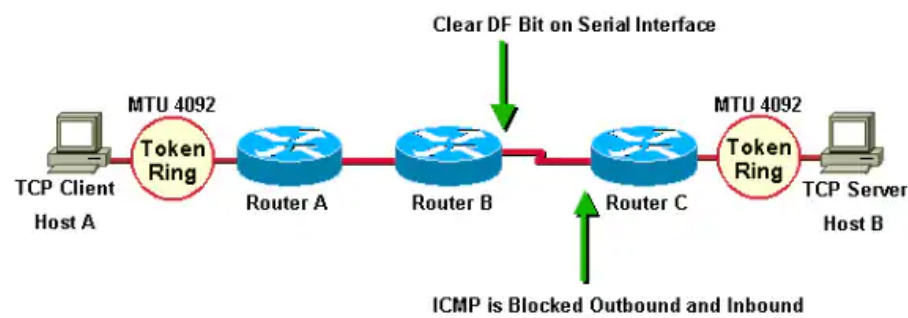 Clear DF Bit on Serial Interface
MTU 4092
MTU 4092
Token
Ring
Token
Ring
TCP Client
Router A
Router B
Router C
TCP Server
Host A
Host B
ICMP is Blocked Outbound and Inbound